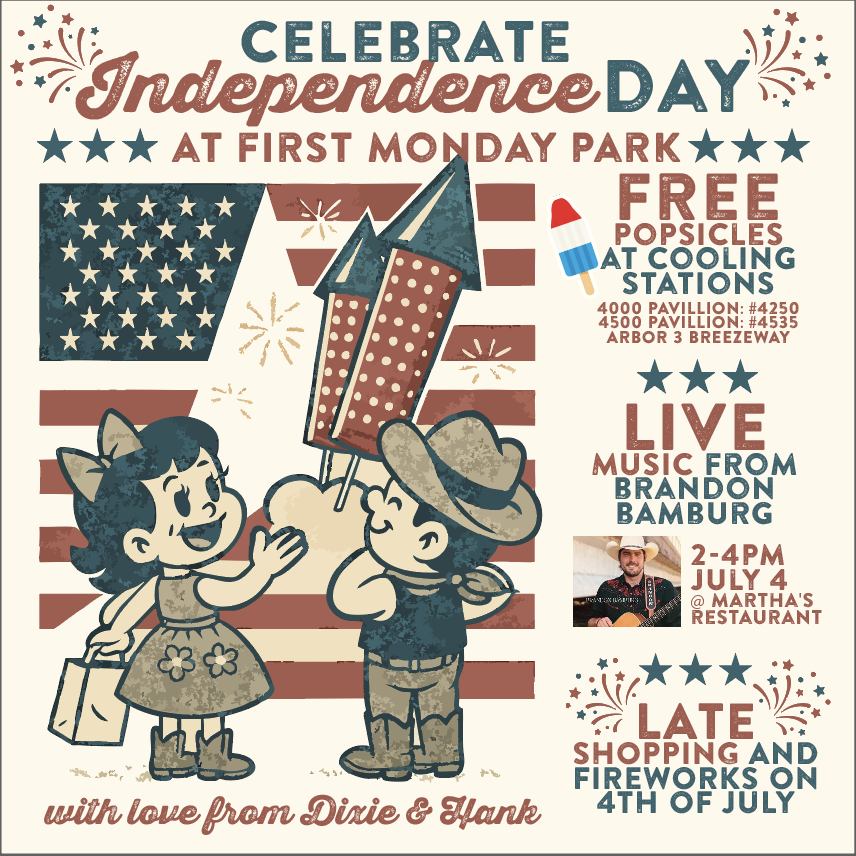 CELEBRATE
Independence DAY
AT FIRST MONDAY PARK
FREE
POPSICLES
AT COOLING
STATIONS
4000 PAVILLION: #4250
4500 PAVILLION: #4535
ARBOR 3 BREEZEWAY
LIVE
MUSIC FROM
BRANDON
BAMBURG
BRANDON BAMBURG
2-4PM
JULY 4
@ MARTHA'S
RESTAURANT
LATE
SHOPPING AND
FIREWORKS ON
4TH OF JULY
with love from Dixie & Hank